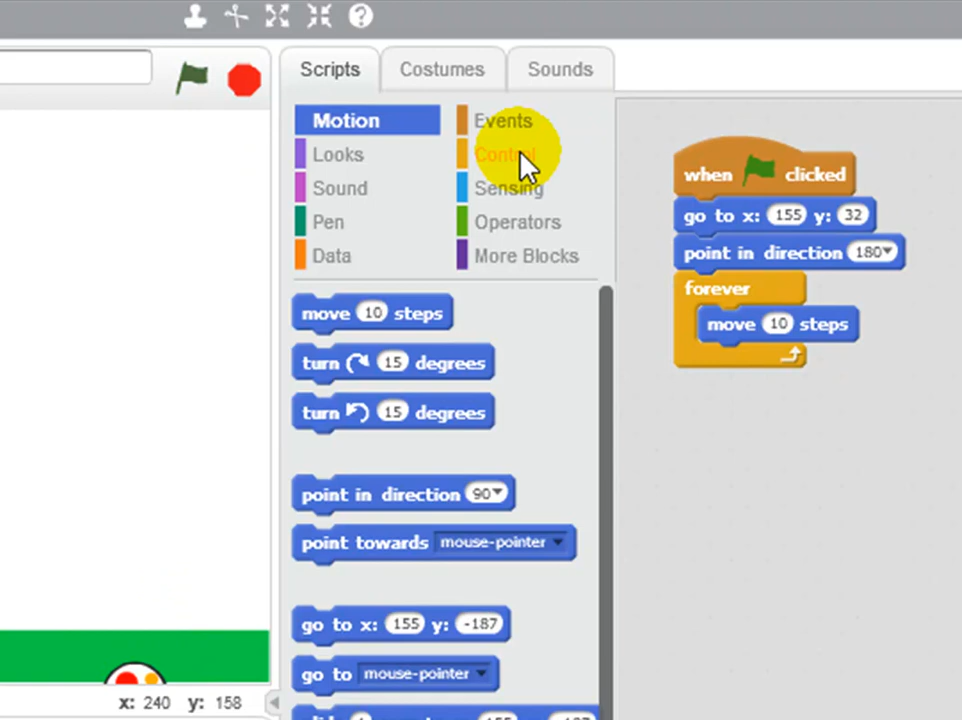 Scripts Costumes Sounds
Motion Events
Looks Control
Sound Sensing
Pen Operators
Data More Blocks
move 10 steps
turn 15 degrees
turn 15 degrees
point in direction 90
point towards mouse-pointer
go to x: 155 y: -187
go to mouse-pointer
when clicked
go to x: 155 y: 32
point in direction 180
forever
move 10 steps
x: 240 y: 158